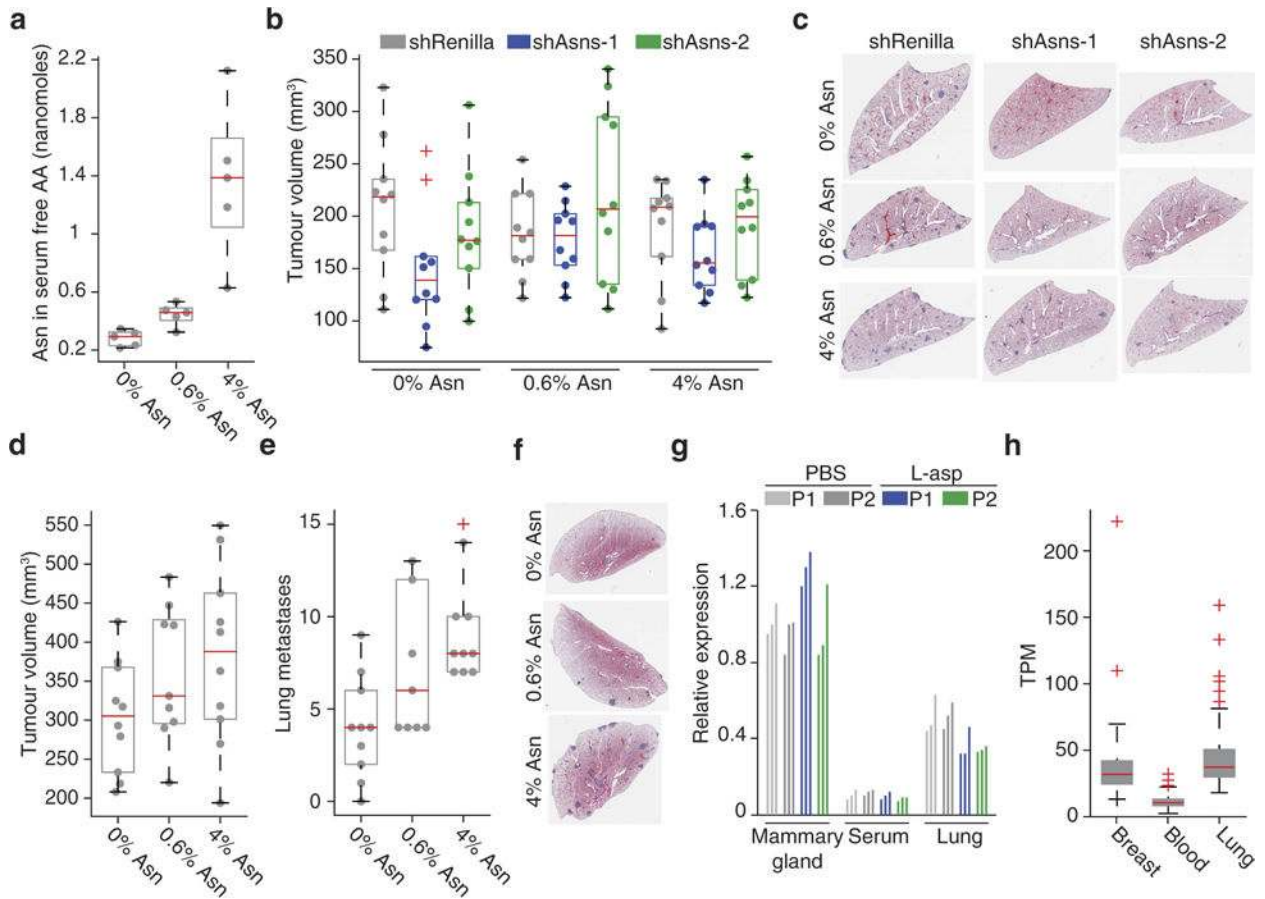 a
Asn in serum free AA (nanomoles)
2.2
1.8
1.4
1
0.6
0.2
0% Asn
0.6% Asn
4% Asn
b
shRenilla
shAsns-1
shAsns-2
Tumour volume (mm³)
350
300
250
200
150
100
0% Asn
0.6% Asn
4% Asn
c
shRenilla
shAsns-1
shAsns-2
0% Asn
0.6% Asn
4% Asn
d
Tumour volume (mm³)
550
500
450
400
350
300
250
200
0% Asn
0.6% Asn
4% Asn
e
Lung metastases
15
10
5
0
0% Asn
0.6% Asn
4% Asn
f
0% Asn
0.6% Asn
4% Asn
g
PBS
L-asp
P1
P2
P1
P2
Relative expression
1.6
1.2
0.8
0.4
0
Mammary
gland
Serum
Lung
h
TPM
200
150
100
50
0
Breast
Blood
Lung